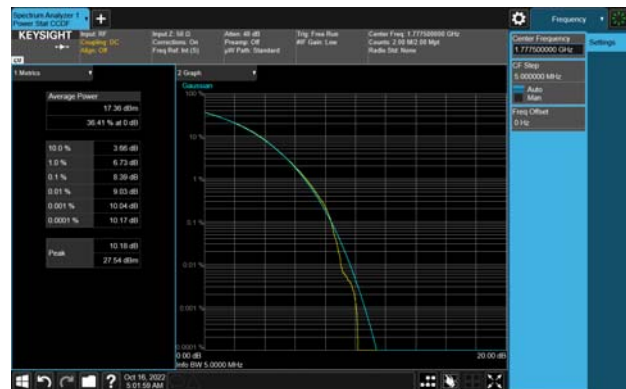 Spectrum Analyzer 1
Power Stat CCDF
Frequency
KEYSIGHT
Input: RF
Coupling: DC
Align: Off
Input Z: 50 Ω
Corrections: On
Freq Ref: Int (S)
Atten: 40 dB
Preamp: Off
µW Path: Standard
Trig: Free Run
#IF Gain: Low
Center Freq: 1.777500000 GHz
Counts: 2.00 M/2.00 Mpt
Radio Std: None
Center Frequency
1.777500000 GHz
Settings
CF Step
5.000000 MHz
Auto
Man
Freq Offset
0 Hz
1 Metrics
Average Power
17.36 dBm
36.41 % at 0 dB
10.0 % 3.66 dB
1.0 % 6.73 dB
0.1 % 8.39 dB
0.01 % 9.03 dB
0.001 % 10.04 dB
0.0001 % 10.17 dB
Peak 10.18 dB
27.54 dBm
2 Graph
Gaussian
100 %
10 %
1 %
0.1 %
0.01 %
0.001 %
0.0001 %
0.00 dB
20.00 dB
Info BW 5.0000 MHz
Oct 16, 2022
5:01:59 AM